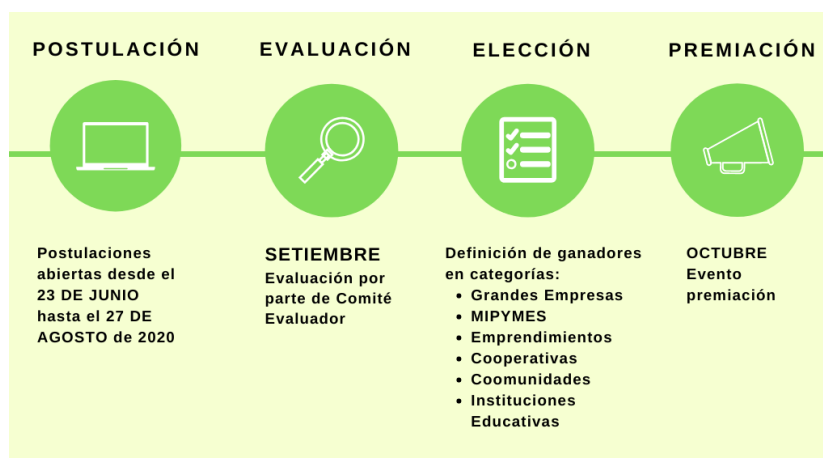 POSTULACIÓN
EVALUACIÓN
ELECCIÓN
PREMIACIÓN
Postulaciones
abiertas desde el
23 DE JUNIO
hasta el 27 DE
AGOSTO de 2020
SETIEMBRE
Evaluación por
parte de Comité
Evaluador
Definición de ganadores
en categorías:
• Grandes Empresas
• MIPYMES
• Emprendimientos
• Cooperativas
• Coomunidades
• Instituciones
Educativas
OCTUBRE
Evento
premiación